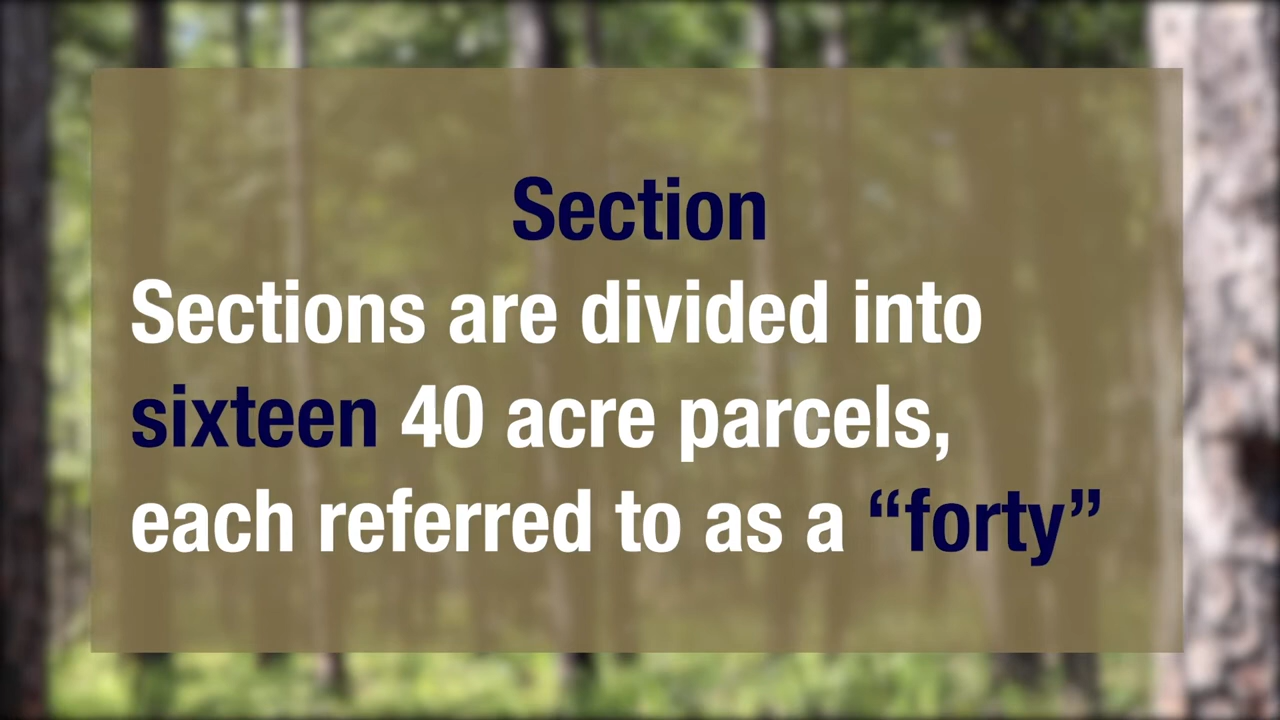 Section
Sections are divided into
sixteen 40 acre parcels,
each referred to as a “forty”